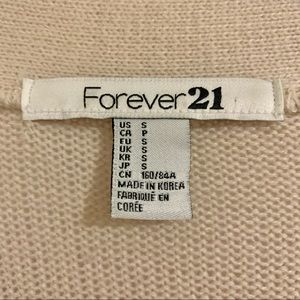 Forever21
US S
CA P
EU S
UK S
KR S
JP S
CN 160/84A
MADE IN KOREA
FABRIQUÉ EN
CORÉE